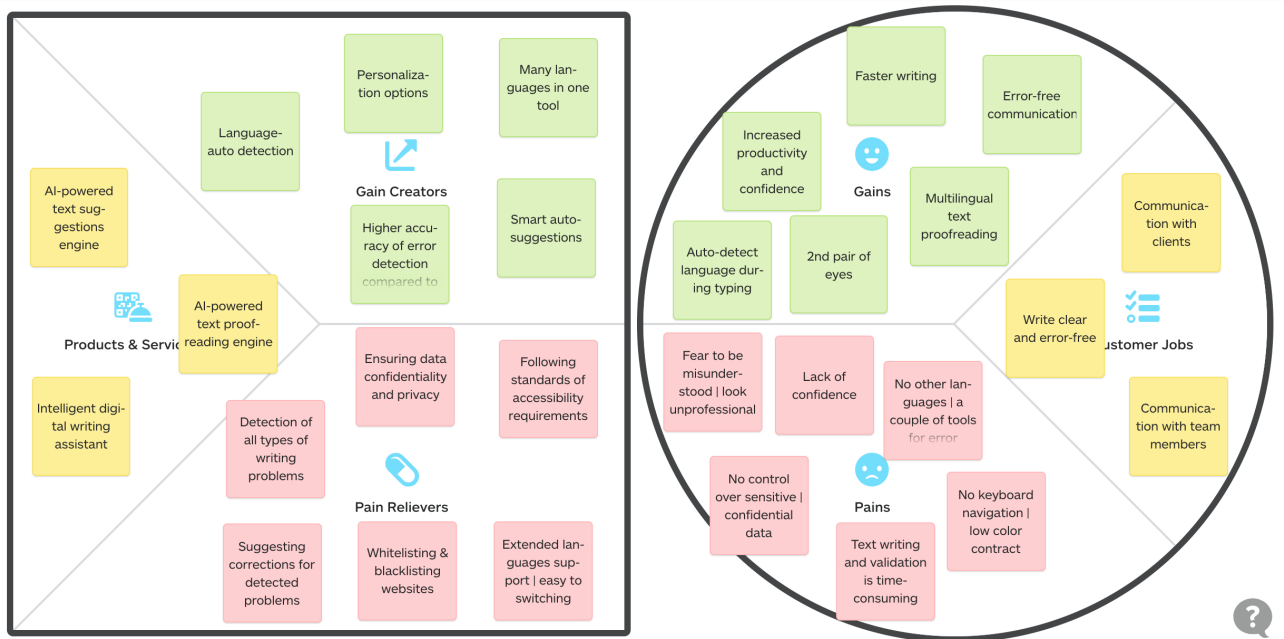 Personaliza-
tion options
Many lan-
guages in one
tool
Language-
auto detection
Gain Creators
AI-powered
text sug-
gestions
engine
Higher accu-
racy of error
detection
compared to
Smart auto-
suggestions
AI-powered
text proof-
reading engine
Products & Servic
Intelligent digi-
tal writing
assistant
Ensuring data
confidentiality
and privacy
Following
standards of
accessibility
requirements
Detection of
all types of
writing
problems
Pain Relievers
Suggesting
corrections for
detected
problems
Whitelisting &
blacklisting
websites
Extended lan-
guages sup-
port | easy to
switching
Faster writing
Error-free
communication
Increased
productivity
and
confidence
Gains
Multilingual
text
proofreading
Auto-detect
language dur-
ing typing
2nd pair of
eyes
Communica-
tion with
clients
Write clear
and error-free
ustomer Jobs
Communica-
tion with team
members
Fear to be
misunder-
stood | look
unprofessional
Lack of
confidence
No other lan-
guages | a
couple of tools
for error
No control
over sensitive |
confidential
data
Pains
No keyboard
navigation |
low color
contract
Text writing
and validation
is time-
consuming
?